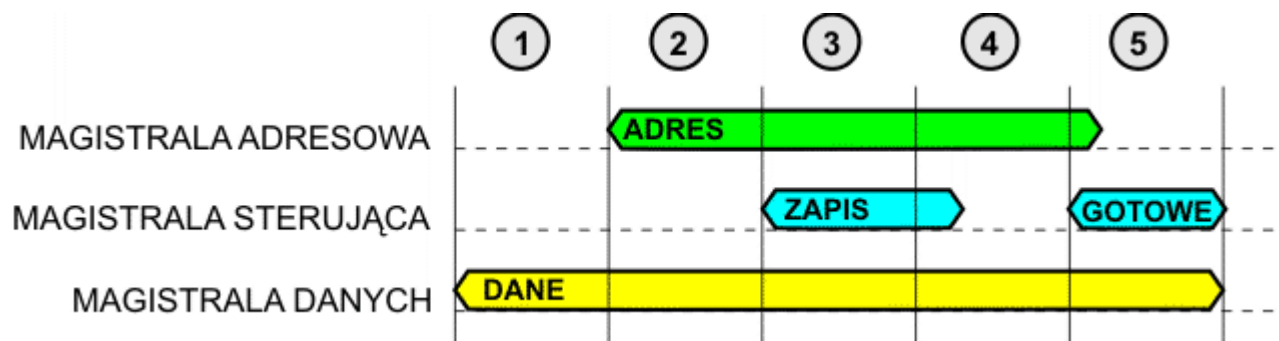 1 2 3 4 5
MAGISTRALA ADRESOWA ADRES
MAGISTRALA STERUJĄCA ZAPIS GOTOWE
MAGISTRALA DANYCH DANE